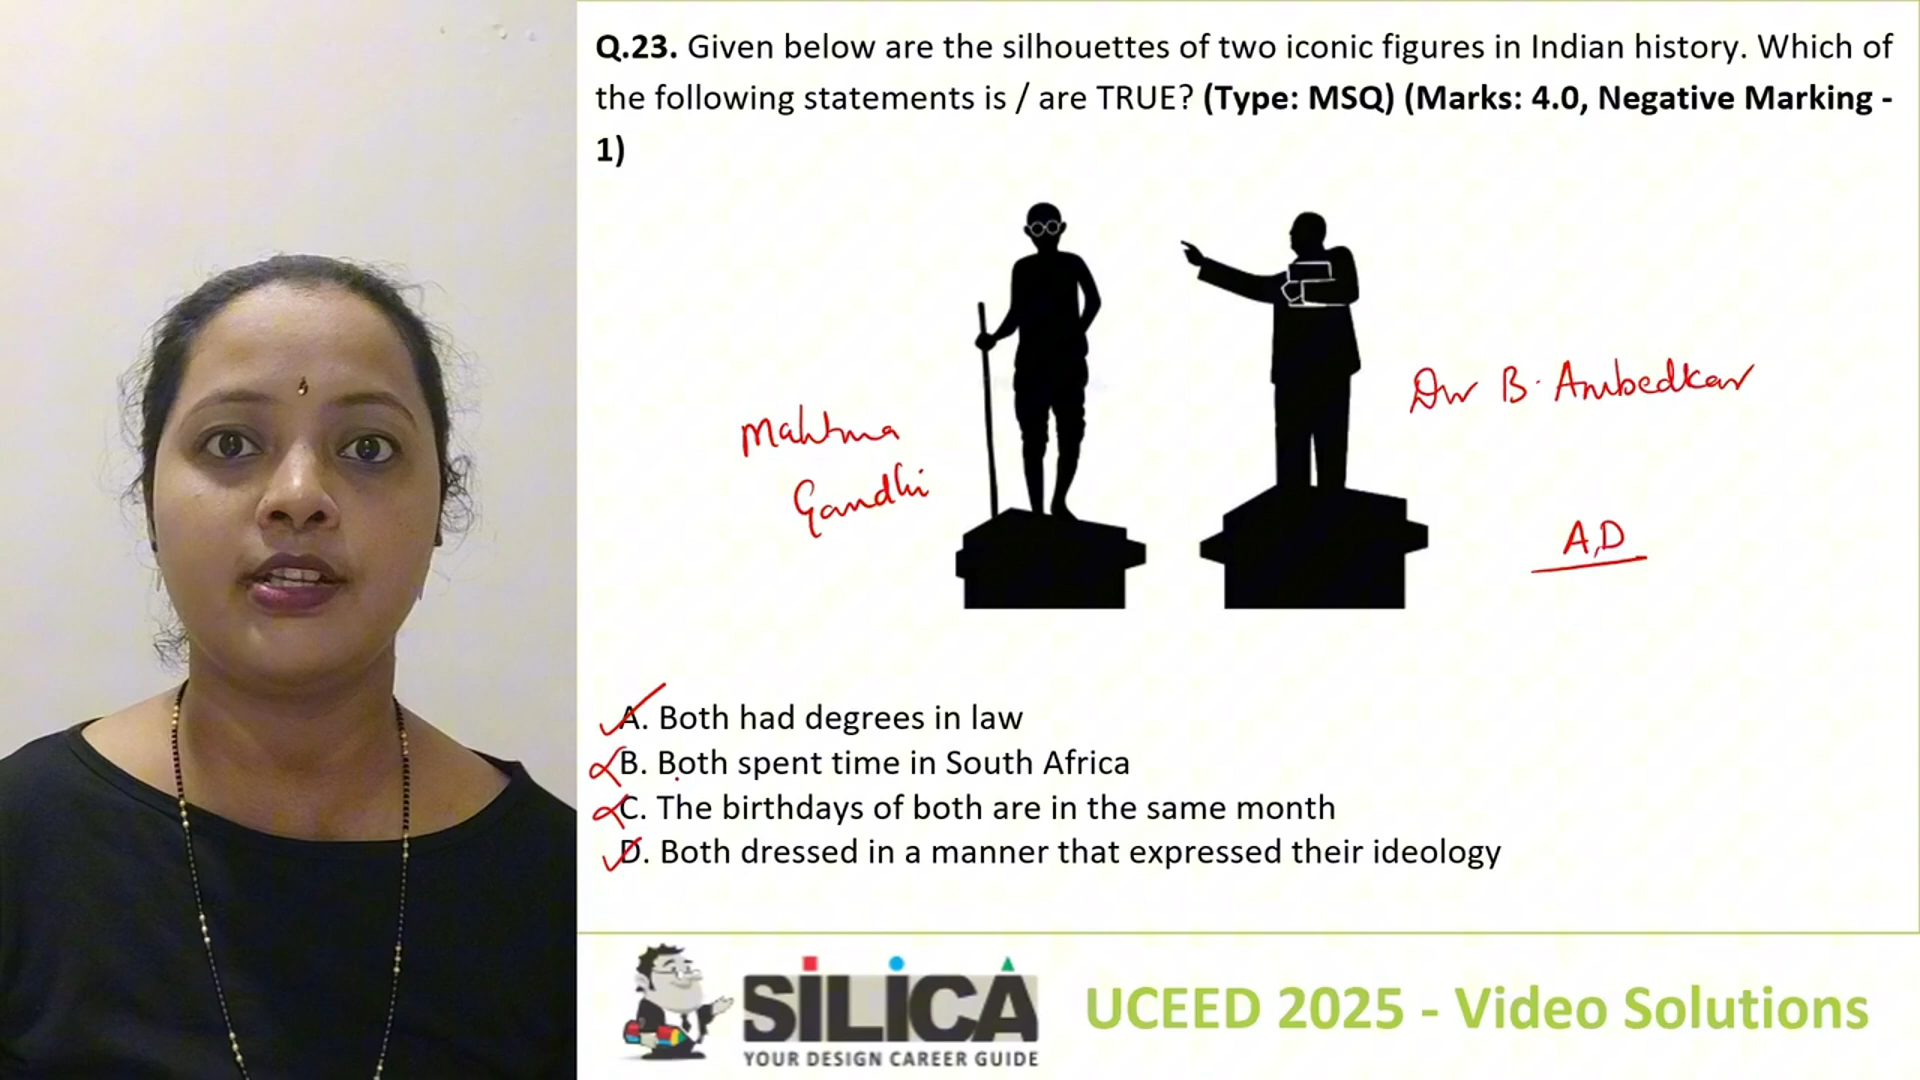 Q.23. Given below are the silhouettes of two iconic figures in Indian history. Which of
the following statements is / are TRUE? (Type: MSQ) (Marks: 4.0, Negative Marking -
1)
Mahtma
Gandhi
Dr B. Ambedkar
A,D
A. Both had degrees in law
B. Both spent time in South Africa
C. The birthdays of both are in the same month
D. Both dressed in a manner that expressed their ideology
SILICA
YOUR DESIGN CAREER GUIDE
UCEED 2025 - Video Solutions